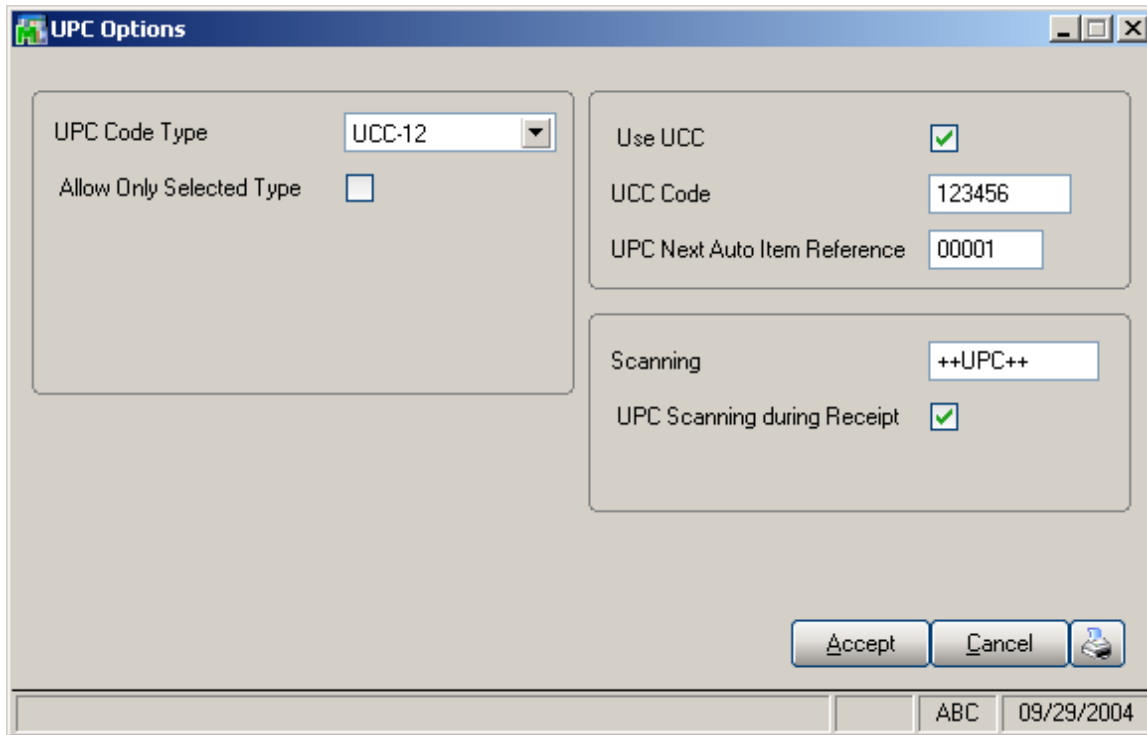 UPC Options
UPC Code Type UCC-12
Allow Only Selected Type
Use UCC
UCC Code 123456
UPC Next Auto Item Reference 00001
Scanning ++UPC++
UPC Scanning during Receipt
Accept Cancel
ABC 09/29/2004